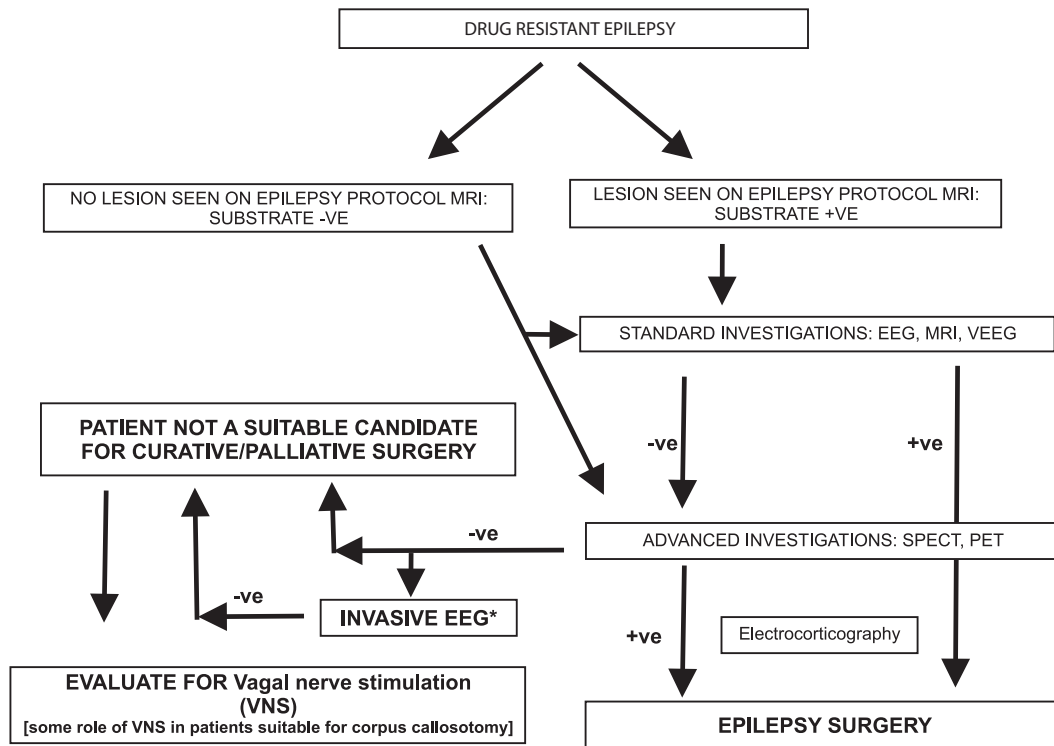 DRUG RESISTANT EPILEPSY
NO LESION SEEN ON EPILEPSY PROTOCOL MRI:
SUBSTRATE -VE
LESION SEEN ON EPILEPSY PROTOCOL MRI:
SUBSTRATE +VE
STANDARD INVESTIGATIONS: EEG, MRI, VEEG
PATIENT NOT A SUITABLE CANDIDATE
FOR CURATIVE/PALLIATIVE SURGERY
-ve
+ve
ADVANCED INVESTIGATIONS: SPECT, PET
-ve
INVASIVE EEG*
-ve
+ve
Electrocorticography
EVALUATE FOR Vagal nerve stimulation
(VNS)
[some role of VNS in patients suitable for corpus callosotomy]
EPILEPSY SURGERY